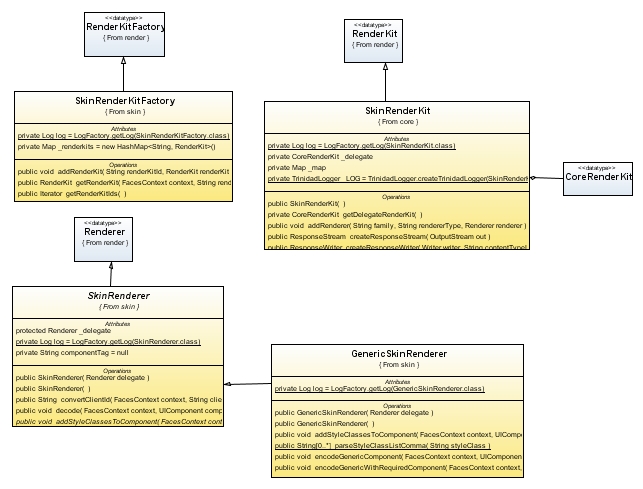 <<datatype>>
RenderKitFactory
{ From render }
<<datatype>>
RenderKit
{ From render }
SkinRenderKitFactory
{ From skin }
Attributes
private Log log = LogFactory.getLog(SkinRenderKitFactory.class)
private Map _renderkits = new HashMap<String, RenderKit>()
Operations
public void addRenderKit( String renderKitId, RenderKit renderKit
public RenderKit getRenderKit( FacesContext context, String rend
public Iterator getRenderKitIds( )
SkinRenderKit
{ From core }
Attributes
private Log log = LogFactory.getLog(SkinRenderKit.class)
private CoreRenderKit _delegate
private Map _map
private TrinidadLogger _LOG = TrinidadLogger.createTrinidadLogger(SkinRender
Operations
public SkinRenderKit( )
private CoreRenderKit getDelegateRenderKit( )
public void addRenderer( String family, String rendererType, Renderer renderer )
public ResponseStream createResponseStream( OutputStream out )
public ResponseWriter createResponseWriter( Writer writer, String contentTypeL
<<datatype>>
CoreRenderKit
<<datatype>>
Renderer
{ From render }
SkinRenderer
{ From skin }
Attributes
protected Renderer _delegate
private Log log = LogFactory.getLog(SkinRenderer.class)
private String componentTag = null
Operations
public SkinRenderer( Renderer delegate )
public SkinRenderer( )
public String convertClientId( FacesContext context, String clie
public void decode( FacesContext context, UIComponent comp
public void addStyleClassesToComponent( FacesContext cont
GenericSkinRenderer
{ From skin }
Attributes
private Log log = LogFactory.getLog(GenericSkinRenderer.class)
Operations
public GenericSkinRenderer( Renderer delegate )
public GenericSkinRenderer( )
public void addStyleClassesToComponent( FacesContext context, UIComp
public String[0..*] parseStyleClassListComma( String styleClass )
public void encodeGenericComponent( FacesContext context, UIComponen
public void encodeGenericWithRequiredComponent( FacesContext context,